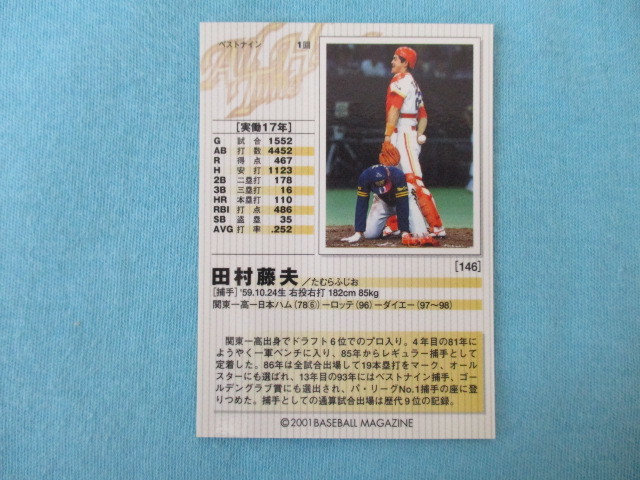 ベストナイン 1回
[実働17年]
G 試合 1552
AB 打数 4452
R 得点 467
H 安打 1123
2B 二塁打 178
3B 三塁打 16
HR 本塁打 110
RBI 打点 486
SB 盗塁 35
AVG 打率 .252
[146]
田村藤夫／たむらふじお
[捕手] '59.10.24生 右投右打 182cm 85kg
関東一高ー日本ハム(78⑥)ーロッテ(96)ーダイエー(97〜98)
関東一高出身でドラフト6位でのプロ入り。4年目の81年に
ようやく一軍ベンチに入り、85年からレギュラー捕手として
定着した。86年は全試合出場して19本塁打をマーク、オール
スターにも選ばれ、13年目の93年にはベストナイン捕手、ゴー
ルデングラブ賞にも選出され、パ・リーグNo.1捕手の座に登
りつめた。捕手としての通算試合出場は歴代9位の記録。
©2001 BASEBALL MAGAZINE